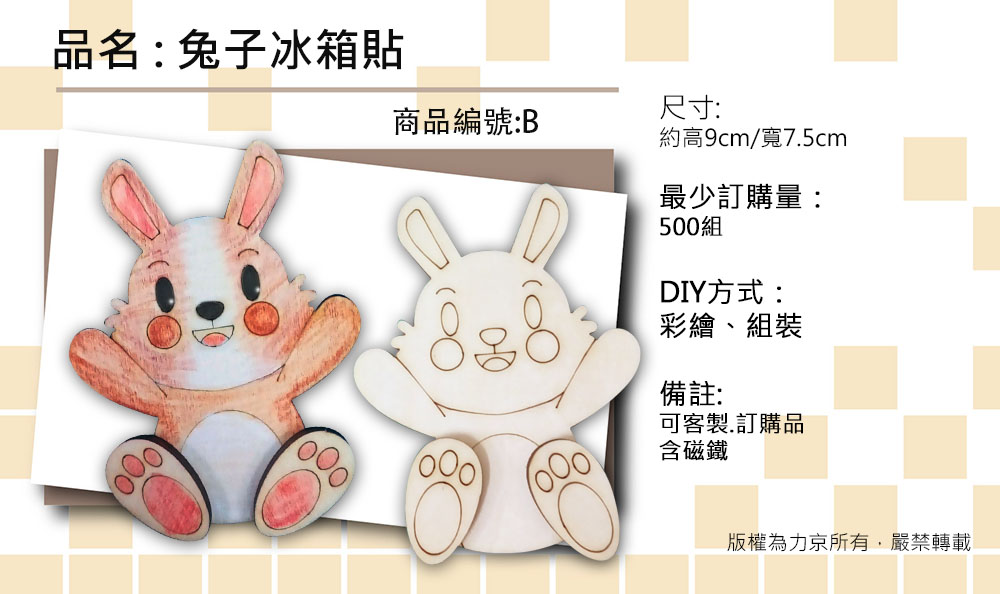 品名:兔子冰箱貼
商品編號:B
尺寸:
約高9cm/寬7.5cm
最少訂購量：
500組
DIY方式：
彩繪、組裝
備註:
可客製.訂購品
含磁鐵
版權為力京所有，嚴禁轉載